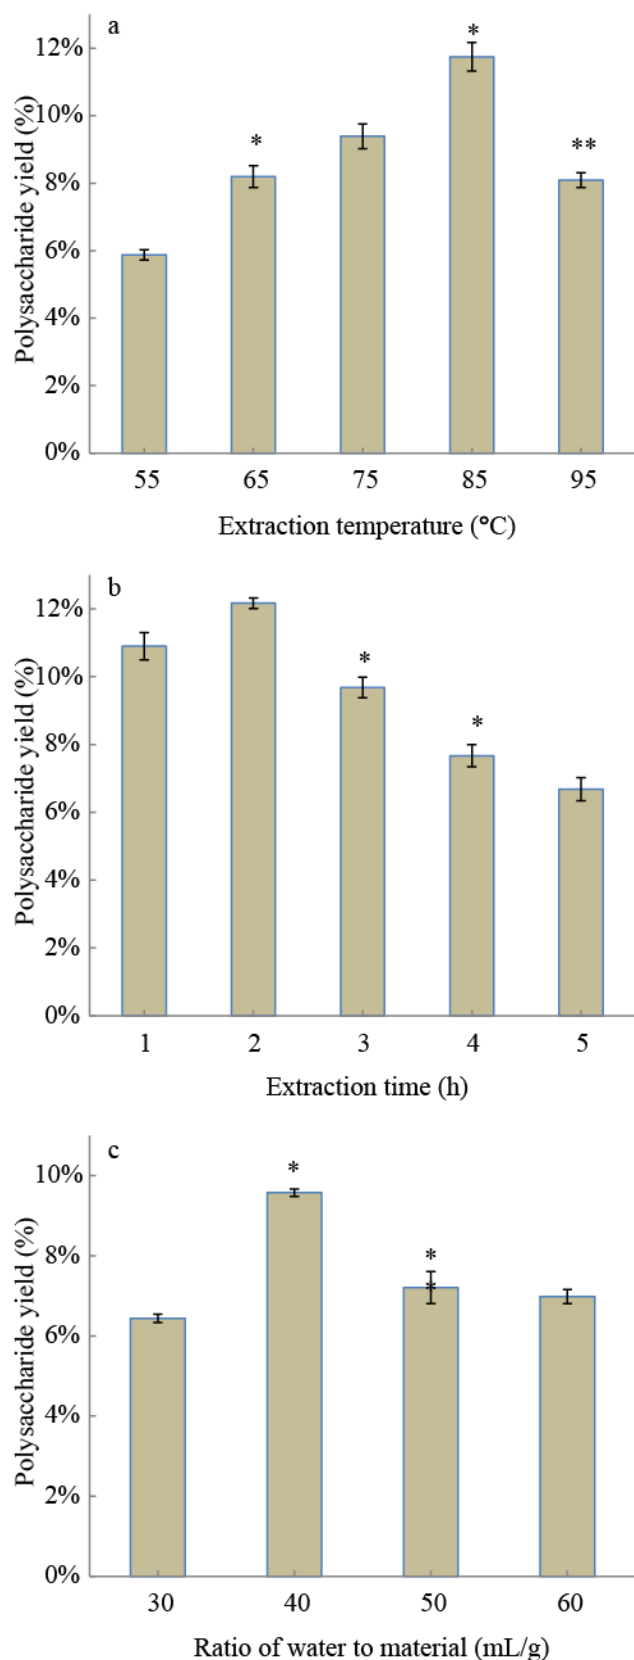 a
12%
10%
8%
6%
4%
2%
0%
Polysaccharide yield (%)
*
*
**
55 65 75 85 95
Extraction temperature (°C)
b
12%
10%
8%
6%
4%
2%
0%
Polysaccharide yield (%)
*
*
1 2 3 4 5
Extraction time (h)
c
10%
8%
6%
4%
2%
0%
Polysaccharide yield (%)
*
*
*
30 40 50 60
Ratio of water to material (mL/g)